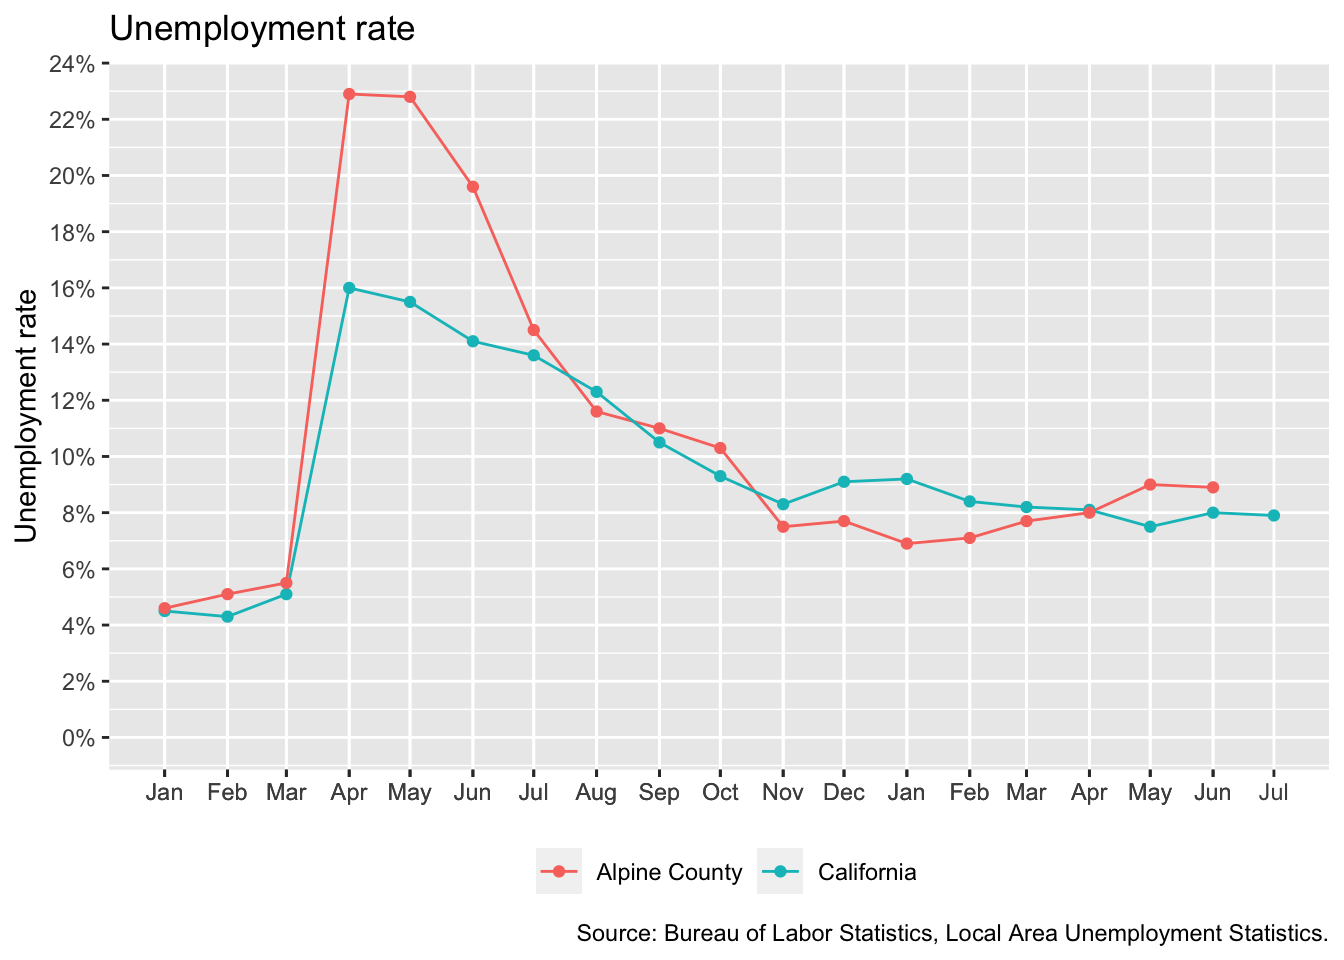 Unemployment rate
24%
22%
20%
18%
16%
14%
12%
10%
8%
6%
4%
2%
0%
Unemployment rate
Jan Feb Mar Apr May Jun Jul Aug Sep Oct Nov Dec Jan Feb Mar Apr May Jun Jul
Alpine County California
Source: Bureau of Labor Statistics, Local Area Unemployment Statistics.